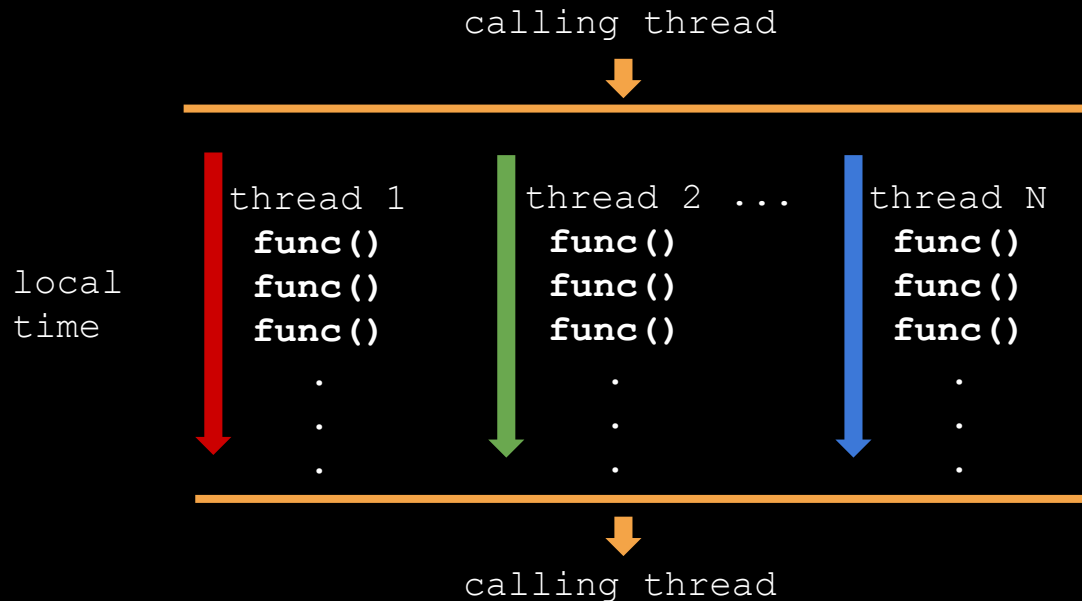 calling thread
thread 1
func()
func()
func()
.
.
.
thread 2 ...
func()
func()
func()
.
.
.
thread N
func()
func()
func()
.
.
.
local
time
calling thread